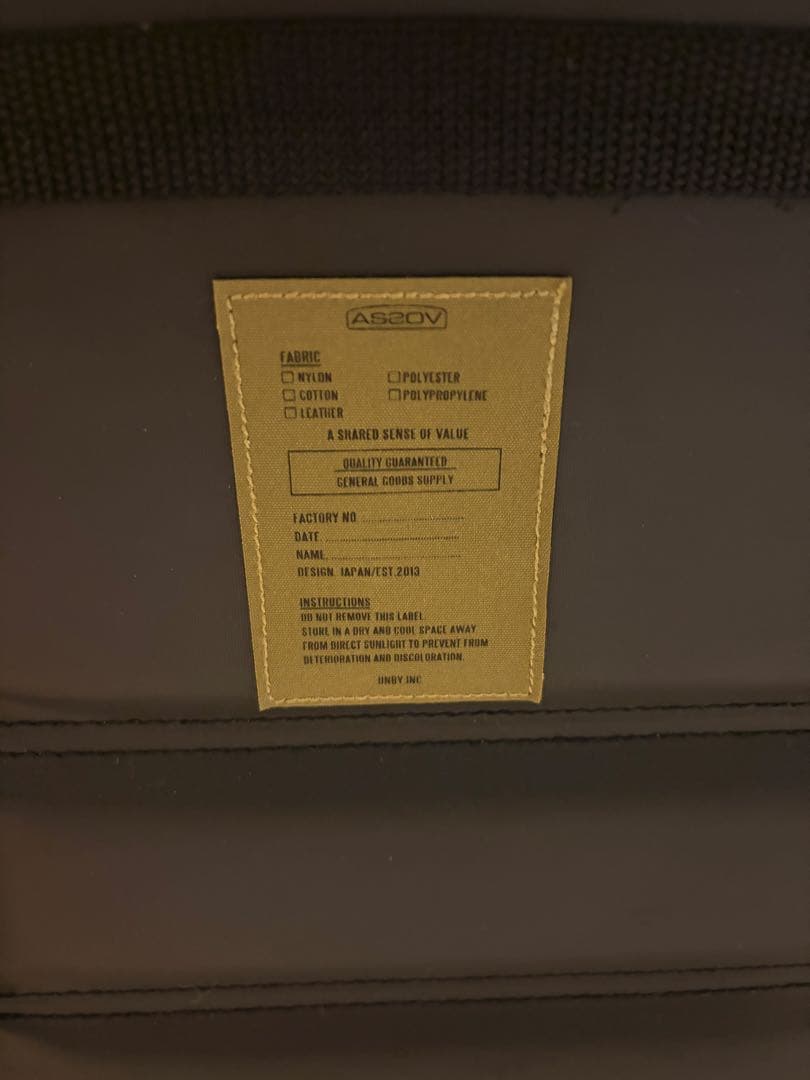 AS2OV
FABRIC
NYLON POLYESTER
COTTON POLYPROPYLENE
LEATHER
A SHARED SENSE OF VALUE
QUALITY GUARANTEED
GENERAL GOODS SUPPLY
FACTORY NO.
DATE.
NAME.
DESIGN. JAPAN/EST.2013
INSTRUCTIONS
DO NOT REMOVE THIS LABEL.
STORE IN A DRY AND COOL SPACE AWAY
FROM DIRECT SUNLIGHT TO PREVENT FROM
DETERIORATION AND DISCOLORATION.
UNBY INC